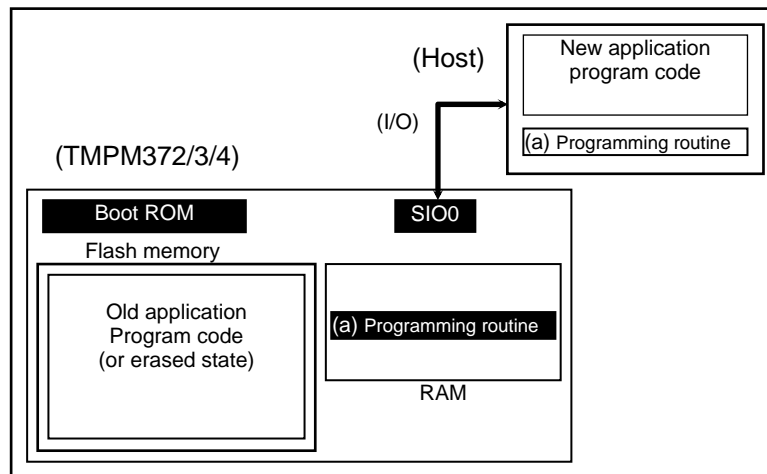 (Host)
New application
program code
(a) Programming routine
(I/O)
(TMPM372/3/4)
Boot ROM
SIO0
Flash memory
Old application
Program code
(or erased state)
(a) Programming routine
RAM